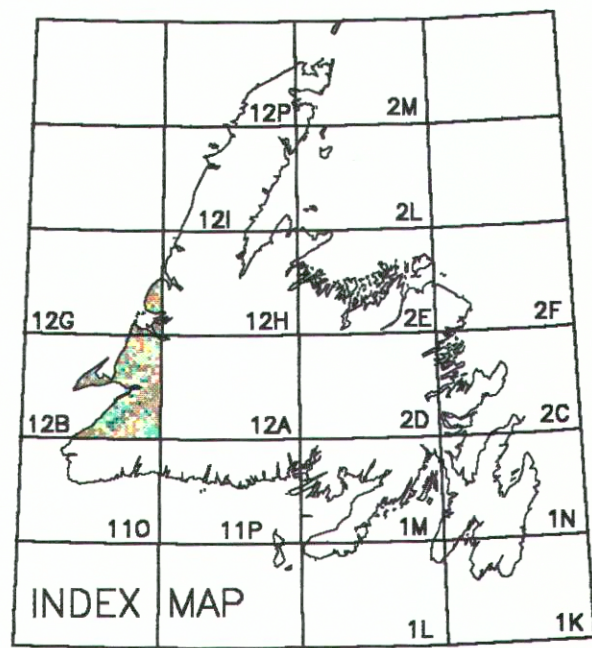 12P 2M
12I 2L
12G 12H 2E 2F
12B 12A 2D 2C
11O 11P 1M 1N
INDEX MAP
1L 1K